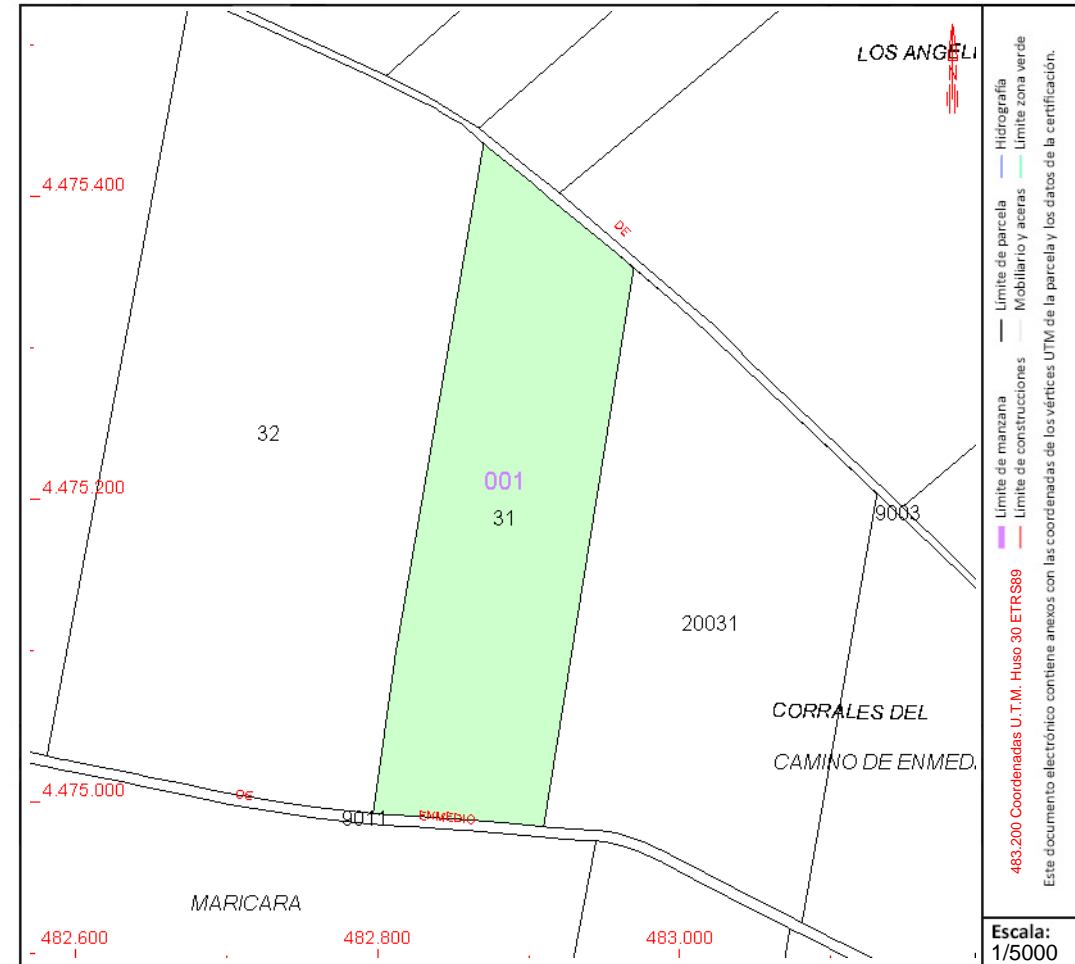 LOS ANGELI
N
4.475.400
DE
32
4.475.200
001
31
9003
20031
CORRALES DEL
CAMINO DE ENMED.
4.475.000
DE
9011
ENMEDIO
MARICARA
482.600
482.800
483.000
Límite de manzana
Límite de parcela
Hidrografía
Límite de construcciones
Mobiliario y aceras
Límite zona verde
483.200 Coordenadas U.T.M. Huso 30 ETRS89
Este documento electrónico contiene anexos con las coordenadas de los vértices UTM de la parcela y los datos de la certificación.
Escala:
1/5000